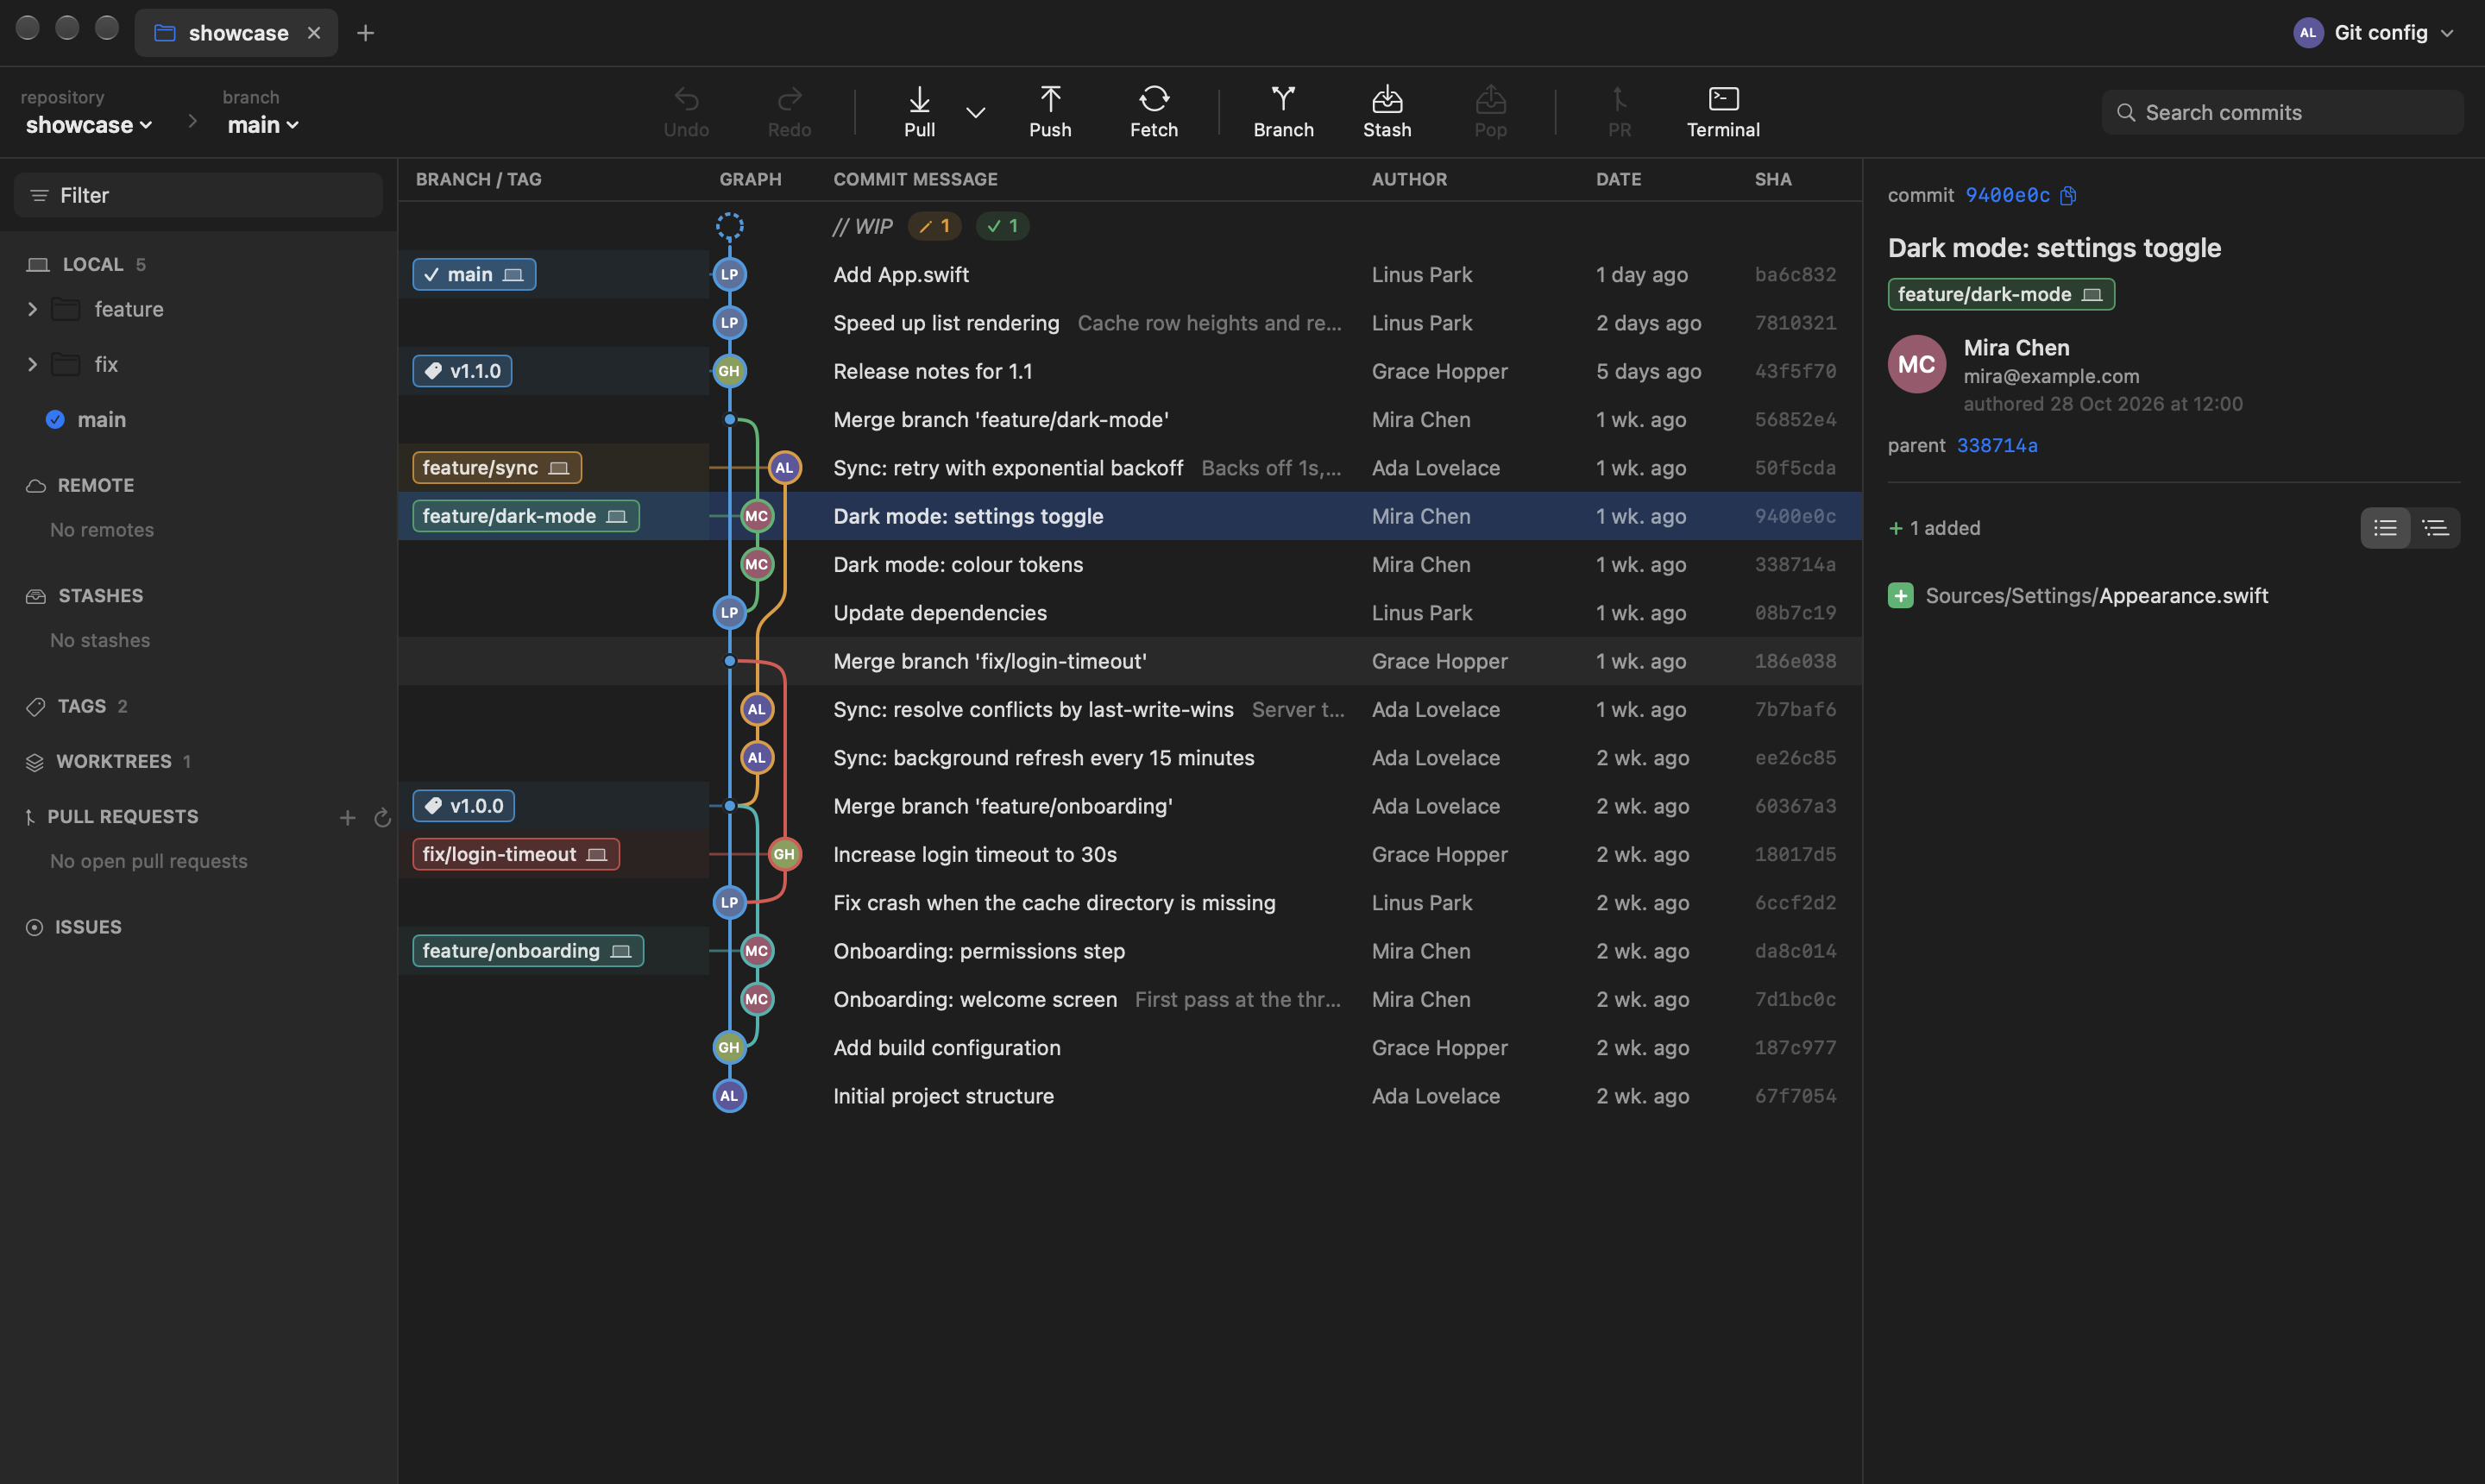 showcase
AL Git config
repository
showcase
branch
main
Undo
Redo
Pull
Push
Fetch
Branch
Stash
Pop
PR
Terminal
Search commits
Filter
LOCAL 5
feature
fix
main
REMOTE
No remotes
STASHES
No stashes
TAGS 2
WORKTREES 1
PULL REQUESTS
No open pull requests
ISSUES
BRANCH / TAG GRAPH COMMIT MESSAGE AUTHOR DATE SHA
// WIP 1 1
main LP Add App.swift Linus Park 1 day ago ba6c832
LP Speed up list rendering Cache row heights and re... Linus Park 2 days ago 7810321
v1.1.0 GH Release notes for 1.1 Grace Hopper 5 days ago 43f5f70
Merge branch 'feature/dark-mode' Mira Chen 1 wk. ago 56852e4
feature/sync AL Sync: retry with exponential backoff Backs off 1s,... Ada Lovelace 1 wk. ago 50f5cda
feature/dark-mode MC Dark mode: settings toggle Mira Chen 1 wk. ago 9400e0c
MC Dark mode: colour tokens Mira Chen 1 wk. ago 338714a
LP Update dependencies Linus Park 1 wk. ago 08b7c19
Merge branch 'fix/login-timeout' Grace Hopper 1 wk. ago 186e038
AL Sync: resolve conflicts by last-write-wins Server t... Ada Lovelace 1 wk. ago 7b7baf6
AL Sync: background refresh every 15 minutes Ada Lovelace 2 wk. ago ee26c85
v1.0.0 Merge branch 'feature/onboarding' Ada Lovelace 2 wk. ago 60367a3
fix/login-timeout GH Increase login timeout to 30s Grace Hopper 2 wk. ago 18017d5
LP Fix crash when the cache directory is missing Linus Park 2 wk. ago 6ccf2d2
feature/onboarding MC Onboarding: permissions step Mira Chen 2 wk. ago da8c014
MC Onboarding: welcome screen First pass at the thr... Mira Chen 2 wk. ago 7d1bc0c
GH Add build configuration Grace Hopper 2 wk. ago 187c977
AL Initial project structure Ada Lovelace 2 wk. ago 67f7054
commit 9400e0c
Dark mode: settings toggle
feature/dark-mode
MC
Mira Chen
mira@example.com
authored 28 Oct 2026 at 12:00
parent 338714a
+ 1 added
Sources/Settings/Appearance.swift